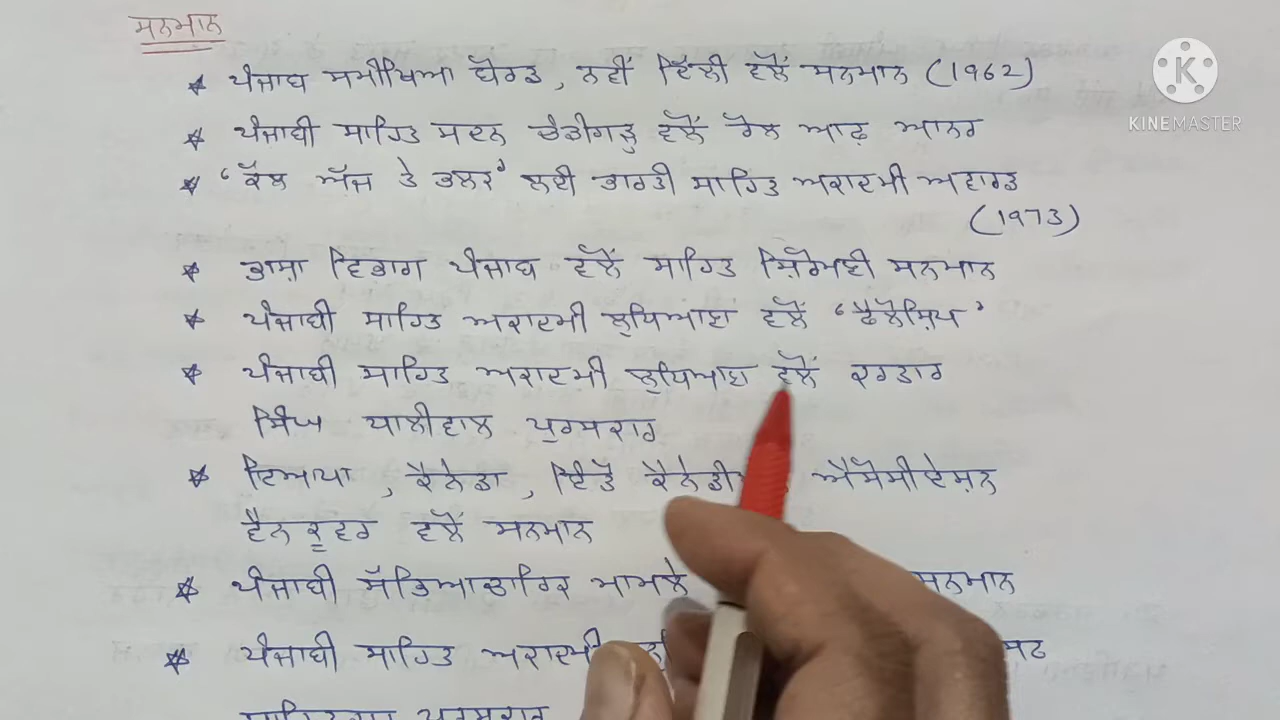 ਸਨਮਾਨ
* ਪੰਜਾਬ ਸਮੀਖਿਆ ਬੋਰਡ, ਨਵੀਂ ਦਿੱਲੀ ਵੱਲੋਂ ਸਨਮਾਨ (1962)
KINEMASTER
* ਪੰਜਾਬੀ ਸਾਹਿਤ ਸਦਨ ਚੰਡੀਗੜ੍ਹ ਵੱਲੋਂ ਰੋਲ ਆਫ਼ ਆਨਰ
* 'ਕੱਲ ਅੱਜ ਤੇ ਭਲਕ' ਲਈ ਭਾਰਤੀ ਸਾਹਿਤ ਅਕਾਦਮੀ ਅਵਾਰਡ
(1973)
* ਭਾਸ਼ਾ ਵਿਭਾਗ ਪੰਜਾਬ ਵੱਲੋਂ ਸਾਹਿਤ ਸ਼ਿਰੋਮਣੀ ਸਨਮਾਨ
* ਪੰਜਾਬੀ ਸਾਹਿਤ ਅਕਾਦਮੀ ਲੁਧਿਆਣਾ ਵੱਲੋਂ 'ਫੈਲੋਸ਼ਿਪ'
* ਪੰਜਾਬੀ ਸਾਹਿਤ ਅਕਾਦਮੀ ਲੁਧਿਆਣਾ ਵੱਲੋਂ ਕਰਤਾਰ
ਸਿੰਘ ਧਾਲੀਵਾਲ ਪੁਰਸਕਾਰ
* ਟਿਆਪਾ, ਕੈਨੇਡਾ, ਇੰਡੋ ਐਸੋਸੀਏਸ਼ਨ
ਵੈਨਕੂਵਰ ਵੱਲੋਂ ਸਨਮਾਨ
* ਪੰਜਾਬੀ ਸੱਭਿਆਚਾਰਿਕ ਮਾਮਲੇ ਸਨਮਾਨ
* ਪੰਜਾਬੀ ਸਾਹਿਤ ਅਕਾਦਮੀ